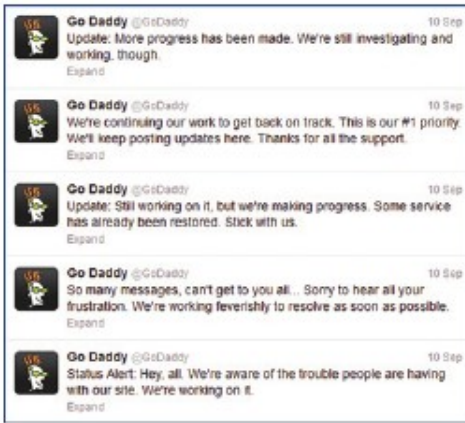 Go Daddy @GoDaddy 10 Sep
Update: More progress has been made. We're still investigating and
working, though.
Expand
Go Daddy @GoDaddy 10 Sep
We're continuing our work to get back on track. This is our #1 priority.
We'll keep posting updates here. Thanks for all the support.
Expand
Go Daddy @GoDaddy 10 Sep
Update: Still working on it, but we're making progress. Some service
has already been restored. Stick with us.
Expand
Go Daddy @GoDaddy 10 Sep
So many messages, can't get to you all... Sorry to hear all your
frustration. We're working feverishly to resolve as soon as possible.
Expand
Go Daddy @GoDaddy 10 Sep
Status Alert: Hey, all. We're aware of the trouble people are having
with our site. We're working on it.
Expand